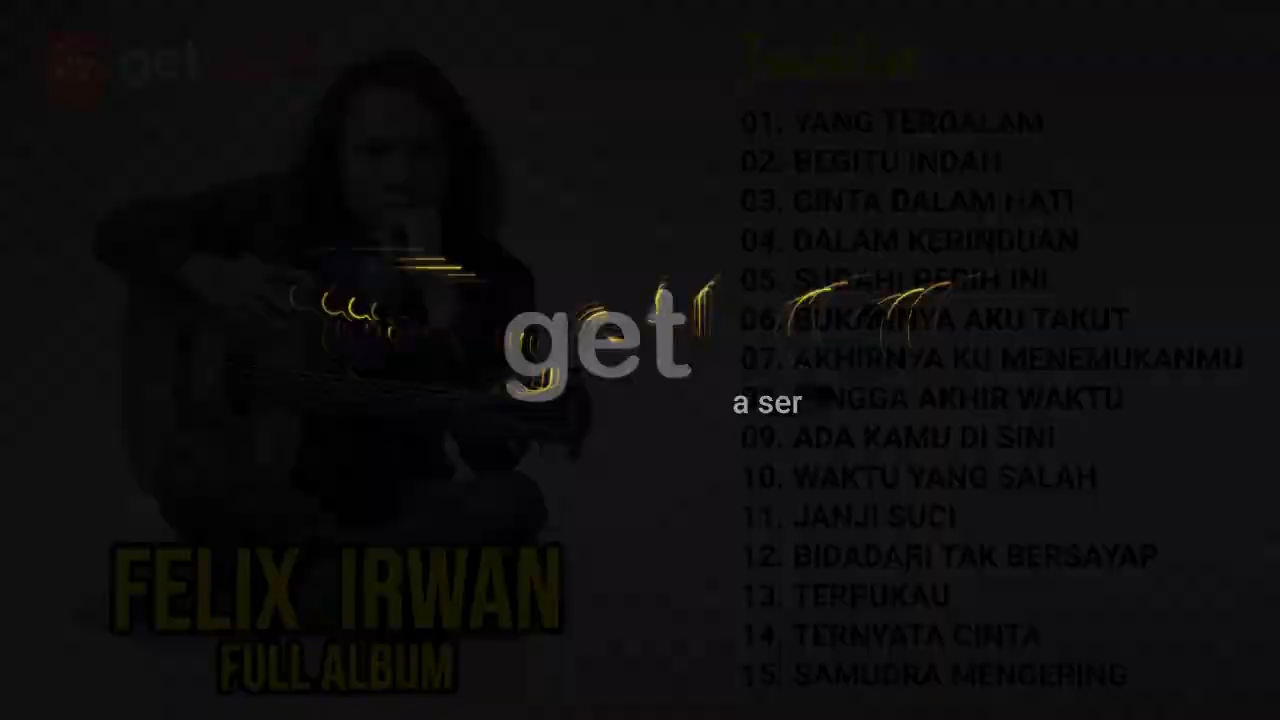 get
Tracklist
01. YANG TERDALAM
02. BEGITU INDAH
03. CINTA DALAM HATI
04. DALAM KERINDUAN
05. SUDAHI PERIH INI
get
06. BUKANNYA AKU TAKUT
07. AKHIRNYA KU MENEMUKANMU
a ser
HINGGA AKHIR WAKTU
09. ADA KAMU DI SINI
10. WAKTU YANG SALAH
11. JANJI SUCI
12. BIDADARI TAK BERSAYAP
13. TERPUKAU
14. TERNYATA CINTA
15. SAMUDRA MENGERING
FELIX IRWAN
FULL ALBUM